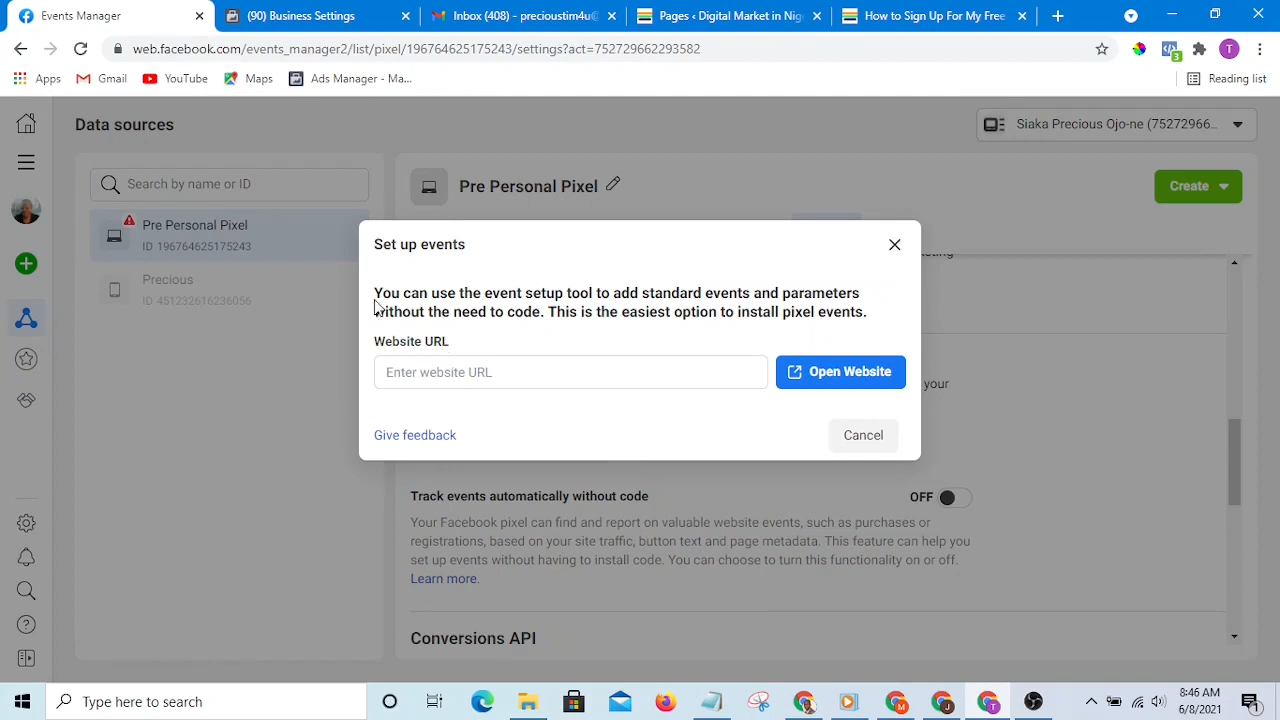 Events Manager
(90) Business Settings
Inbox (408) - precioustim4u@
Pages ‹ Digital Market in Nig
How to Sign Up For My Free
web.facebook.com/events_manager2/list/pixel/196764625175243/settings?act=752729662293582
3
T
Apps
Gmail
YouTube
Maps
Ads Manager - Ma...
Reading list
Data sources
Siaka Precious Ojo-ne (75272966...
Search by name or ID
Pre Personal Pixel
ID 196764625175243
Precious
ID 451232616236056
Pre Personal Pixel
Create
Set up events
You can use the event setup tool to add standard events and parameters
without the need to code. This is the easiest option to install pixel events.
Website URL
Enter website URL
Open Website
your
Give feedback
Cancel
Track events automatically without code
OFF
Your Facebook pixel can find and report on valuable website events, such as purchases or
registrations, based on your site traffic, button text and page metadata. This feature can help you
set up events without having to install code. You can choose to turn this functionality on or off.
Learn more.
Conversions API
Type here to search
8:46 AM
6/8/2021